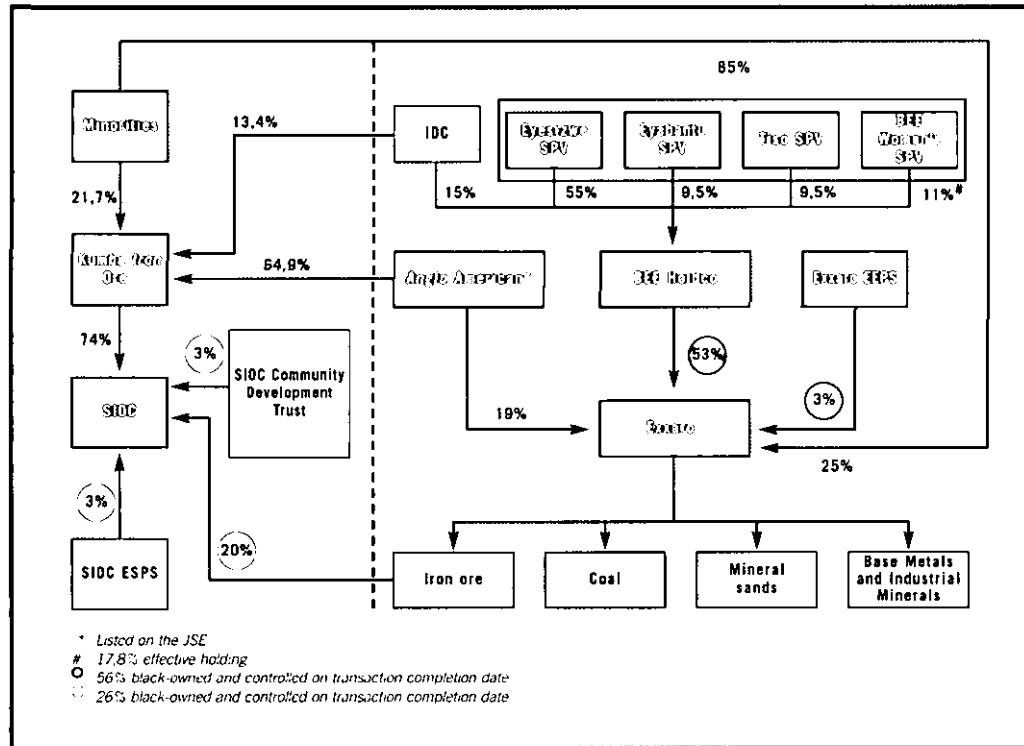 85%
Minorities
13,4%
IDC
Eyesizwe
SPV
Eyabantu
SPV
Tiso SPV
BEE
Women's
SPV
21,7%
15%
55%
9,5%
9,5%
11%#
Kumba Iron
Ore
64,9%
Anglo American*
BEE Holdco
Exxaro EEPS
74%
3%
SIOC Community
Development
Trust
53%
SIOC
19%
3%
Exxaro
25%
3%
20%
SIOC ESPS
Iron ore
Coal
Mineral
sands
Base Metals
and Industrial
Minerals
* Listed on the JSE
# 17,8% effective holding
56% black-owned and controlled on transaction completion date
26% black-owned and controlled on transaction completion date